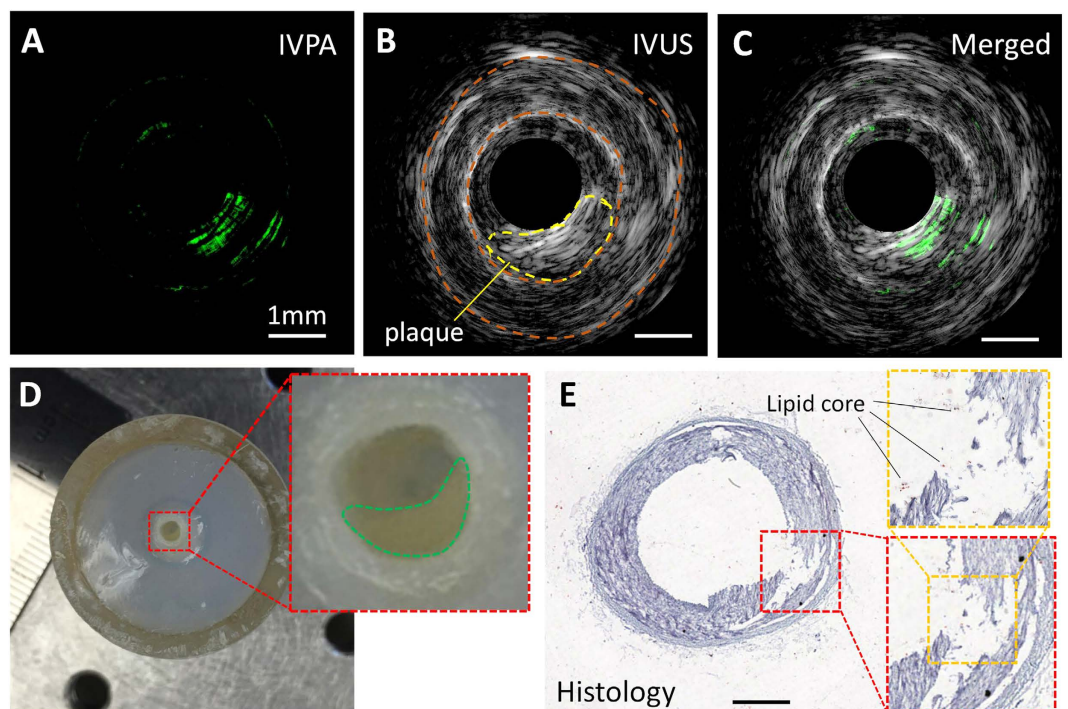 A
IVPA
1mm
B
IVUS
plaque
C
Merged
D
E
Lipid core
Histology